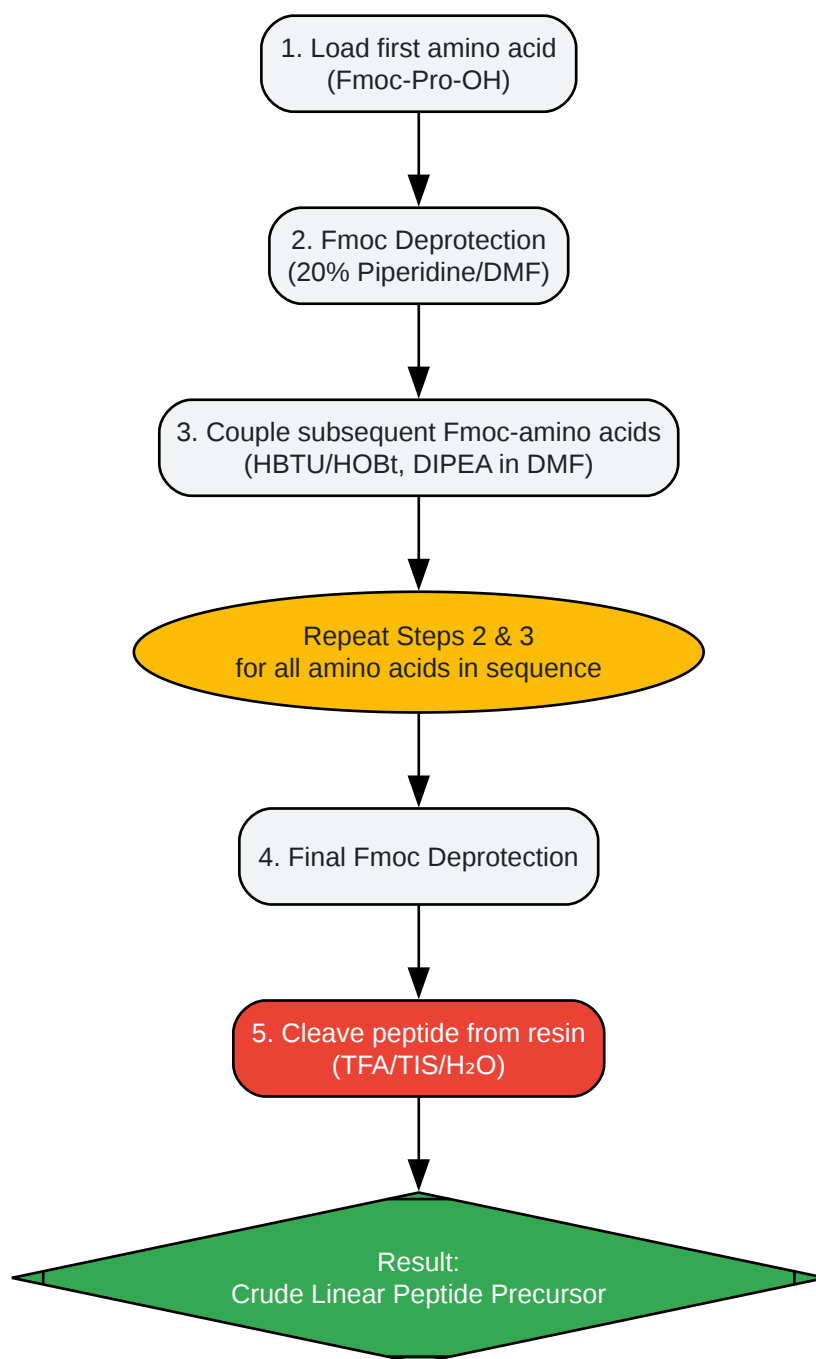 1. Load first amino acid
(Fmoc-Pro-OH)
2. Fmoc Deprotection
(20% Piperidine/DMF)
3. Couple subsequent Fmoc-amino acids
(HBTU/HOBt, DIPEA in DMF)
Repeat Steps 2 & 3
for all amino acids in sequence
4. Final Fmoc Deprotection
5. Cleave peptide from resin
(TFA/TIS/H₂O)
Result:
Crude Linear Peptide Precursor